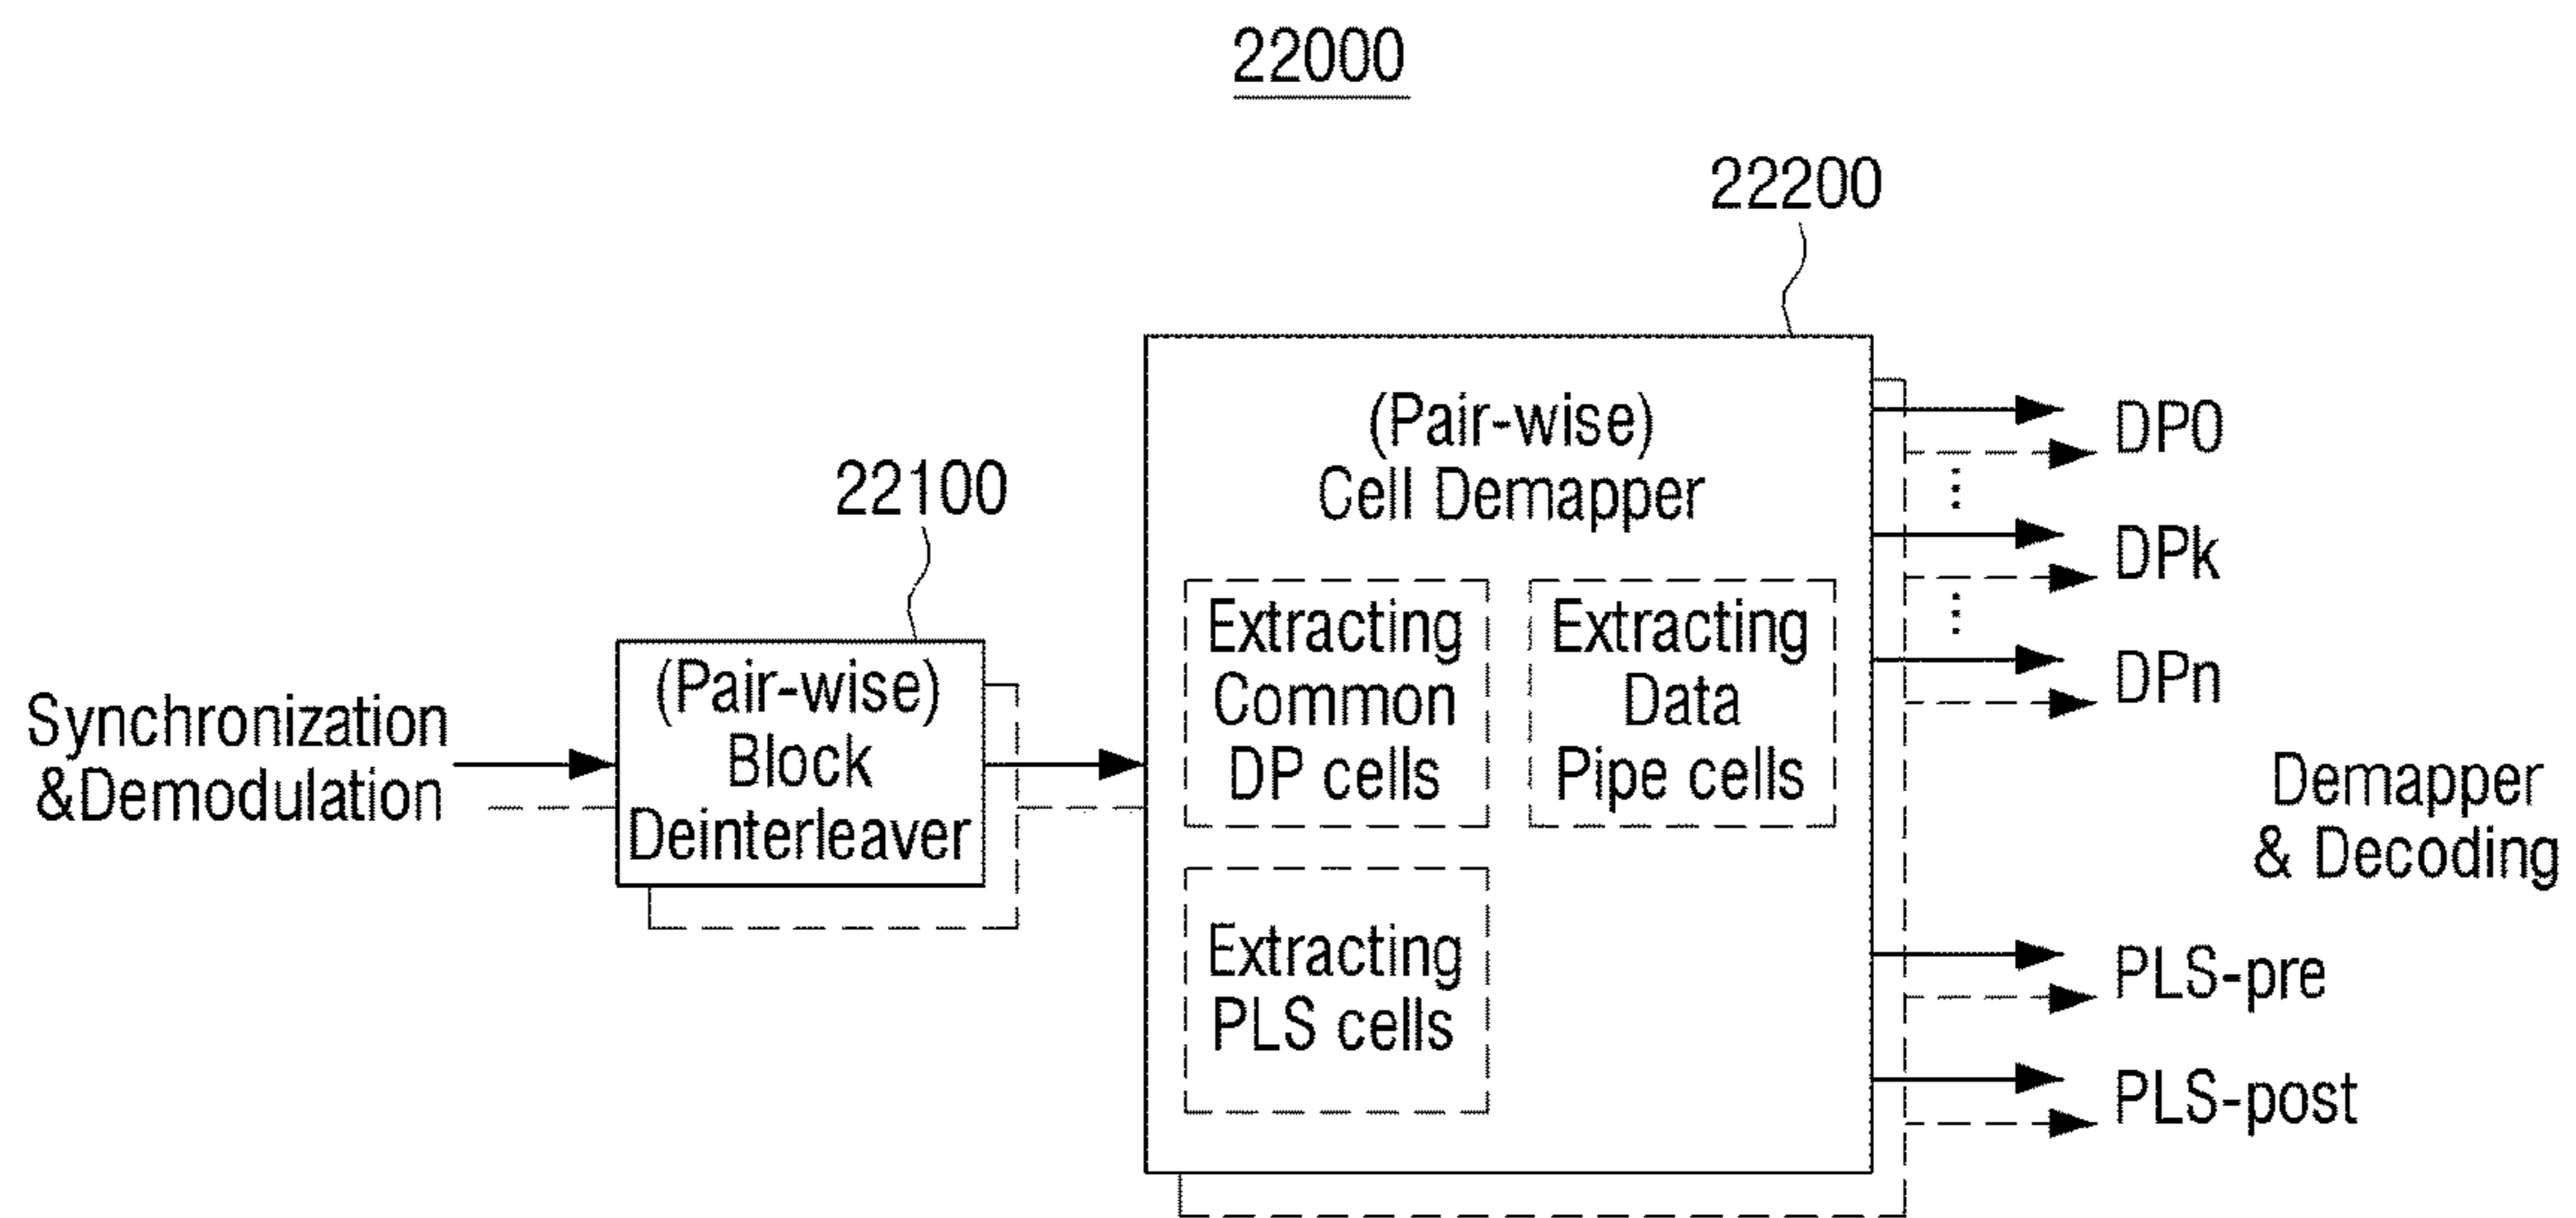 22000
22200
22100
Synchronization
&Demodulation
(Pair-wise)
Block
Deinterleaver
(Pair-wise)
Cell Demapper
Extracting
Common
DP cells
Extracting
Data
Pipe cells
Extracting
PLS cells
DP0
DPk
DPn
Demapper
& Decoding
PLS-pre
PLS-post